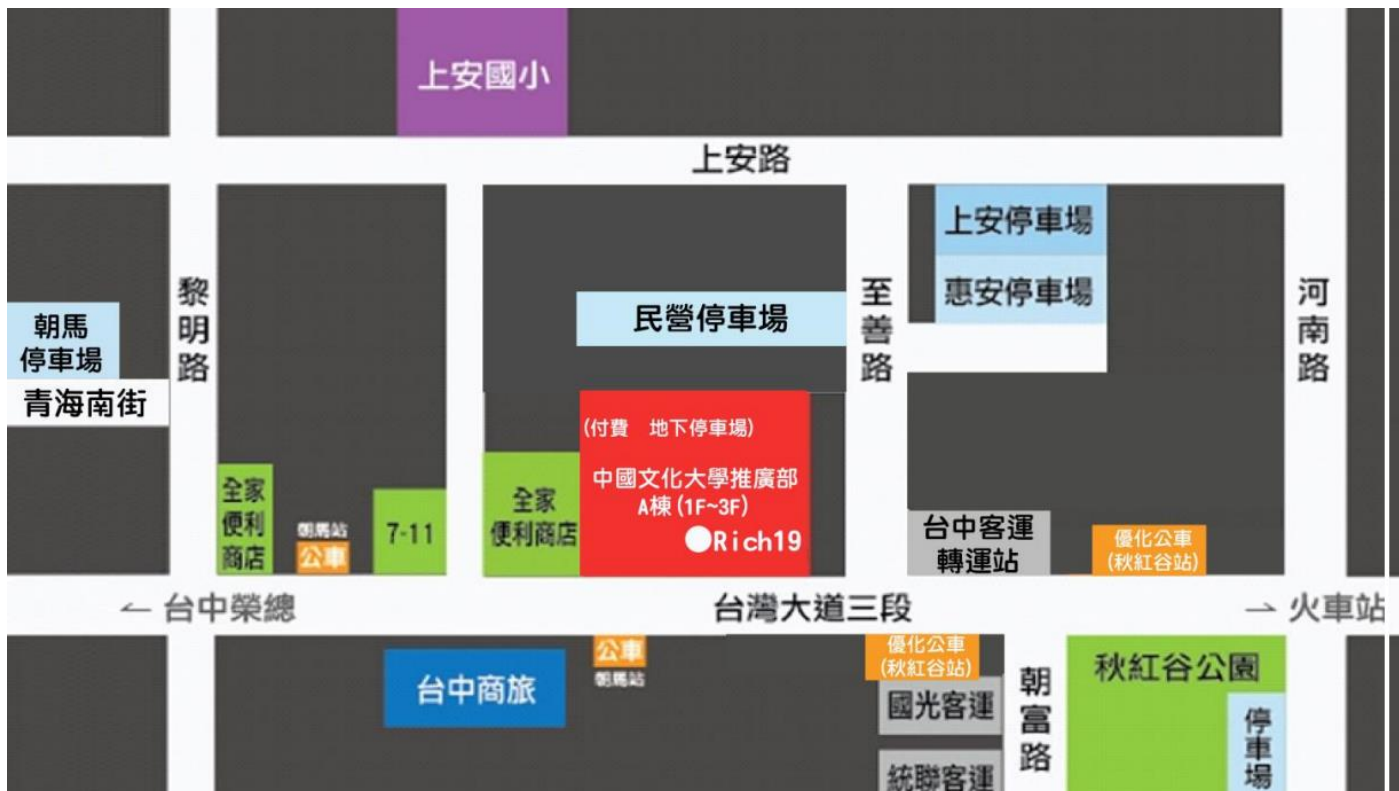 上安國小
上安路
上安停車場
惠安停車場
黎明路
至善路
河南路
民營停車場
朝馬
停車場
青海南街
(付費 地下停車場)
中國文化大學推廣部
A棟(1F~3F)
Rich19
全家
便利
商店
朝馬站
公車
7-11
全家
便利商店
台中客運
轉運站
優化公車
(秋紅谷站)
← 台中榮總
台灣大道三段
→ 火車站
公車
朝馬站
台中商旅
優化公車
(秋紅谷站)
國光客運
統聯客運
朝富路
秋紅谷公園
停車場